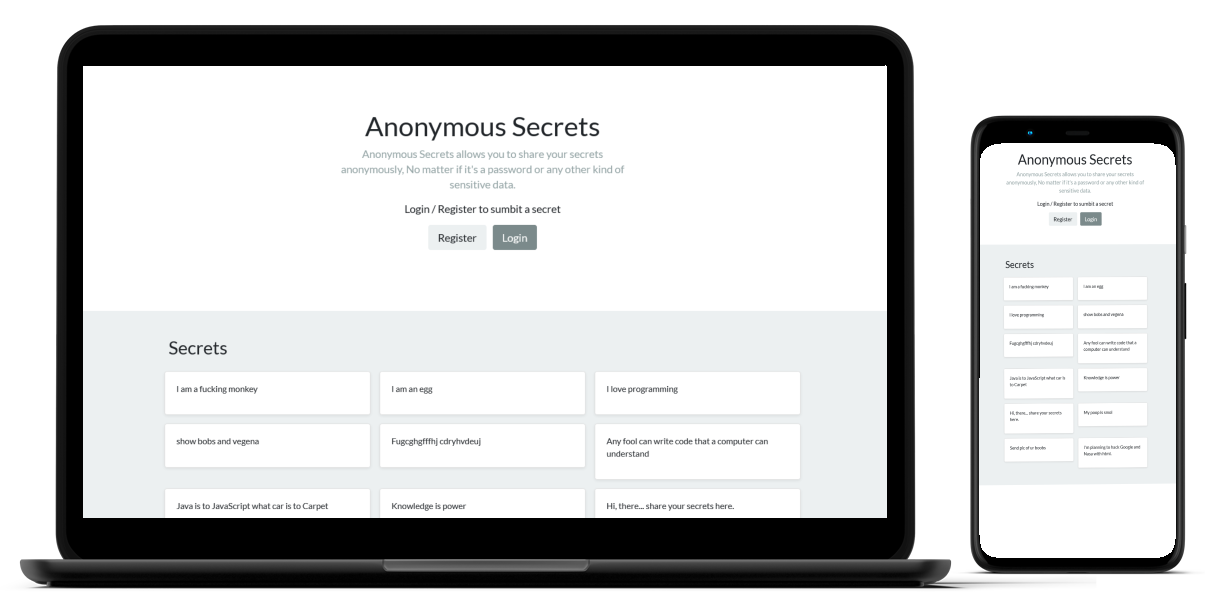 Anonymous Secrets
Anonymous Secrets allows you to share your secrets
anonymously, No matter if it's a password or any other kind of
sensitive data.
Login / Register to sumbit a secret
Register Login
Secrets
I am a fucking monkey
I am an egg
I love programming
show bobs and vegena
Fugcghgfffhj cdryhvdeuj
Any fool can write code that a computer can
understand
Java is to JavaScript what car is to Carpet
Knowledge is power
Hi, there... share your secrets here.
Anonymous Secrets
Anonymous Secrets allows you to share your secrets
anonymously, No matter if it's a password or any other kind of
sensitive data.
Login / Register to sumbit a secret
Register Login
Secrets
I am a fucking monkey
I am an egg
I love programming
show bobs and vegena
Fugcghgfffhj cdryhvdeuj
Any fool can write code that a
computer can understand
Java is to JavaScript what car is
to Carpet
Knowledge is power
Hi, there... share your secrets
here.
My poop is smol
Send pic of ur boobs
I'm planning to hack Google and
Nasa with html.